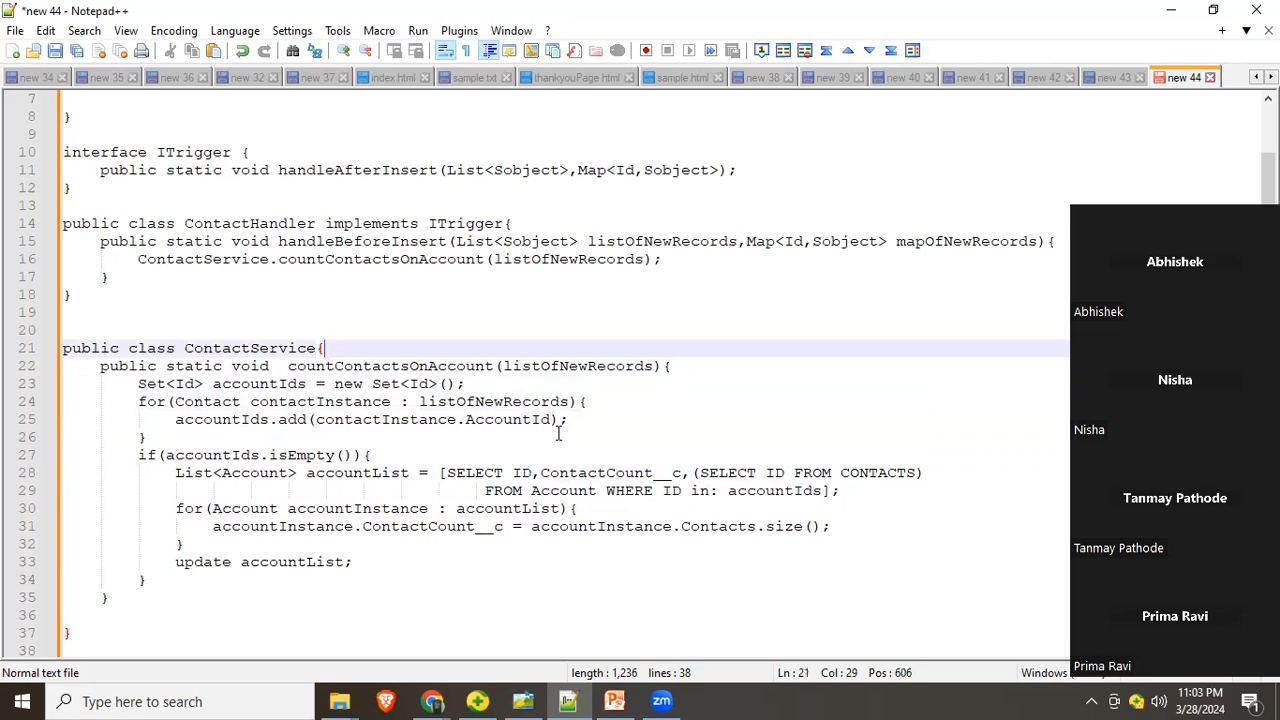 *new 44 - Notepad++
File Edit Search View Encoding Language Settings Tools Macro Run Plugins Window ?
new 34 new 35 new 36 new 32 new 37 index.html sample.txt thankyouPage.html sample.html new 38 new 39 new 40 new 41 new 42 new 43 new 44
7
8 }
9
10 interface ITrigger {
11 public static void handleAfterInsert(List<Sobject>,Map<Id,Sobject>);
12 }
13
14 public class ContactHandler implements ITrigger{
15 public static void handleBeforeInsert(List<Sobject> listOfNewRecords,Map<Id,Sobject> mapOfNewRecords){
16 ContactService.countContactsOnAccount(listOfNewRecords);
17 }
18 }
19
20
21 public class ContactService{
22 public static void  countContactsOnAccount(listOfNewRecords){
23 Set<Id> accountIds = new Set<Id>();
24 for(Contact contactInstance : listOfNewRecords){
25 accountIds.add(contactInstance.AccountId);
26 }
27 if(accountIds.isEmpty()){
28 List<Account> accountList = [SELECT ID,ContactCount__c,(SELECT ID FROM CONTACTS)
29 FROM Account WHERE ID in: accountIds];
30 for(Account accountInstance : accountList){
31 accountInstance.ContactCount__c = accountInstance.Contacts.size();
32 }
33 update accountList;
34 }
35 }
36
37 }
38
Abhishek
Abhishek
Nisha
Nisha
Tanmay Pathode
Tanmay Pathode
Prima Ravi
Prima Ravi
Normal text file length : 1,236 lines : 38 Ln : 21 Col : 29 Pos : 606 Windows
Type here to search
zm
11:03 PM
3/28/2024
1